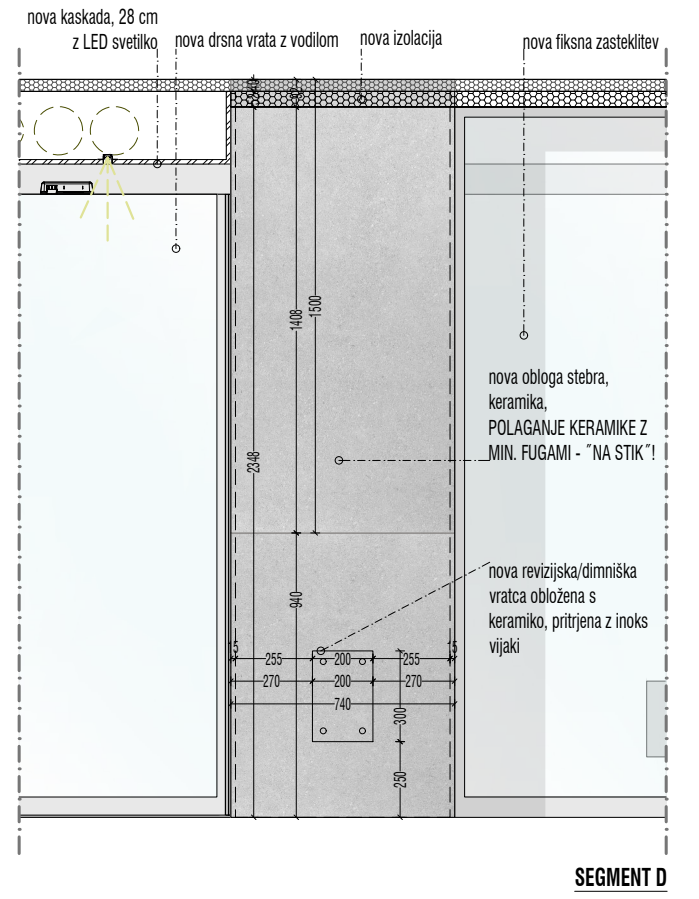 nova kaskada, 28 cm
z LED svetilko
nova drsna vrata z vodilom
nova izolacija
nova fiksna zasteklitev
1408
1500
nova obloga stebra,
keramika,
POLAGANJE KERAMIKE Z
MIN. FUGAMI - ˝NA STIK˝!
2348
940
nova revizijska/dimniška
vratca obložena s
keramiko, pritrjena z inoks
vijaki
255 200 255
270 200 270
740
300
250
SEGMENT D